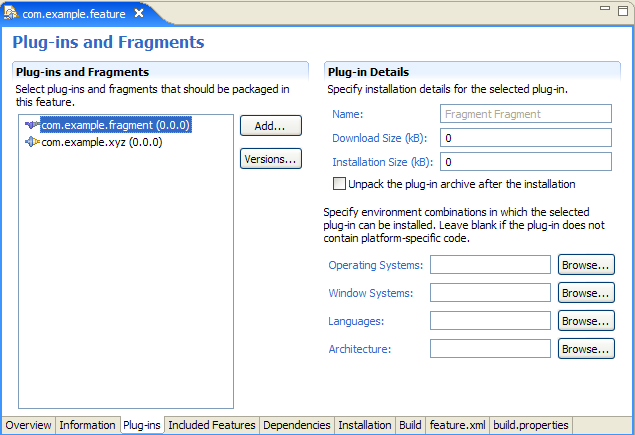 com.example.feature
Plug-ins and Fragments
Plug-ins and Fragments
Select plug-ins and fragments that should be packaged in
this feature.
com.example.fragment (0.0.0)
com.example.xyz (0.0.0)
Add...
Versions...
Plug-in Details
Specify installation details for the selected plug-in.
Name: Fragment Fragment
Download Size (kB): 0
Installation Size (kB): 0
Unpack the plug-in archive after the installation
Specify environment combinations in which the selected
plug-in can be installed. Leave blank if the plug-in does not
contain platform-specific code.
Operating Systems: Browse...
Window Systems: Browse...
Languages: Browse...
Architecture: Browse...
Overview Information Plug-ins Included Features Dependencies Installation Build feature.xml build.properties